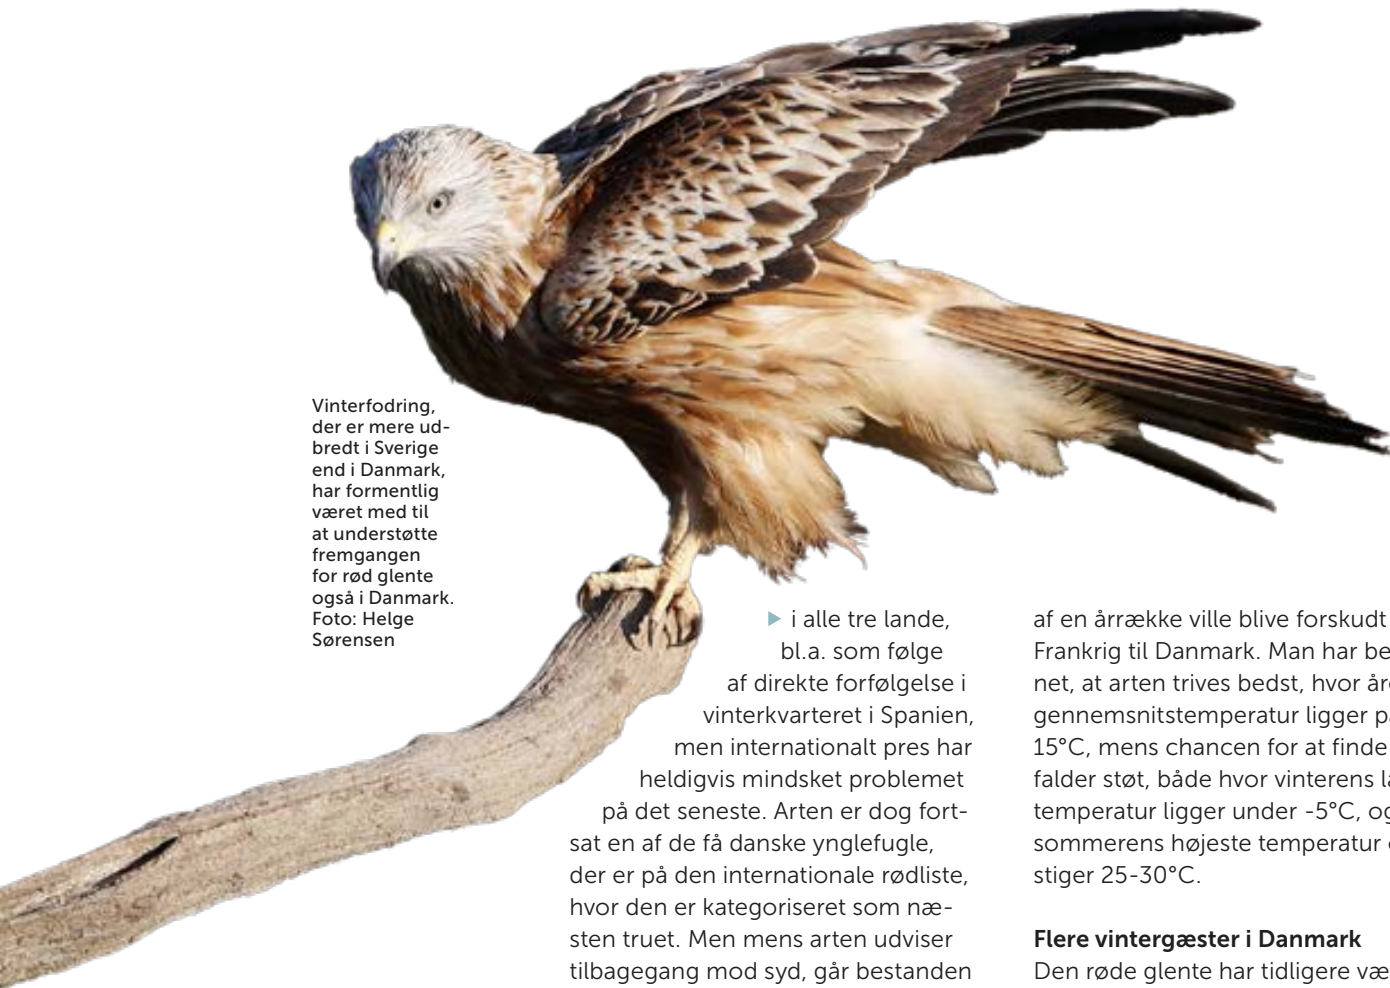 Vinterfodring,
der er mere ud-
bredt i Sverige
end i Danmark,
har formentlig
været med til
at understøtte
fremgangen
for rød glente
også i Danmark.
Foto: Helge
Sørensen
i alle tre lande,
bl.a. som følge
af direkte forfølgelse i
vinterkvarteret i Spanien,
men internationalt pres har
heldigvis mindsket problemet
på det seneste. Arten er dog fort-
sat en af de få danske ynglefugle,
der er på den internationale rødliste,
hvor den er kategoriseret som næ-
sten truet. Men mens arten udviser
tilbagegang mod syd, går bestanden
af en årrække ville blive forskudt
Frankrig til Danmark. Man har be
net, at arten trives bedst, hvor
gennemsnitstemperatur ligger
15°C, mens chancen for at finde
falder støt, både hvor vinterens
temperatur ligger under -5°C,
sommerens højeste temperatur
stiger 25-30°C.
Flere vintergæster i Danmark
Den røde glente har tidligere